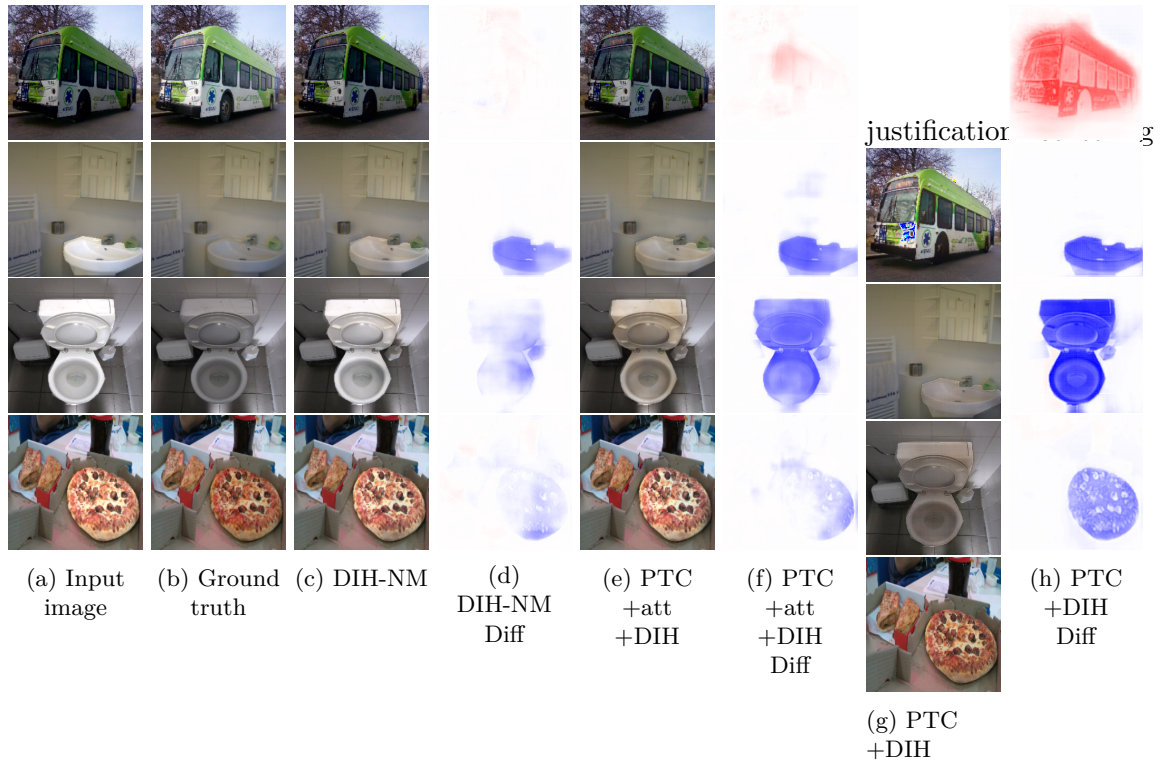 justification
g
(a) Input
image
(b) Ground
truth
(c) DIH-NM
(d)
DIH-NM
Diff
(e) PTC
+att
+DIH
(f) PTC
+att
+DIH
Diff
(g) PTC
+DIH
(h) PTC
+DIH
Diff